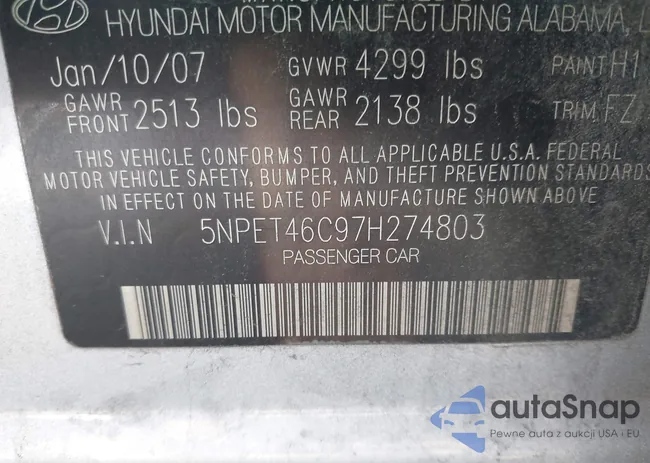 HYUNDAI MOTOR MANUFACTURING ALABAMA, L
Jan/10/07 GVWR 4299 lbs PAINT H1
GAWR FRONT 2513 lbs GAWR REAR 2138 lbs TRIM FZ
THIS VEHICLE CONFORMS TO ALL APPLICABLE U.S.A. FEDERAL
MOTOR VEHICLE SAFETY, BUMPER, AND THEFT PREVENTION STANDARDS
IN EFFECT ON THE DATE OF MANUFACTURE SHOWN ABOVE
V.I.N 5NPET46C97H274803
PASSENGER CAR
autaSnap
Pewne auta z aukcji USA i EU